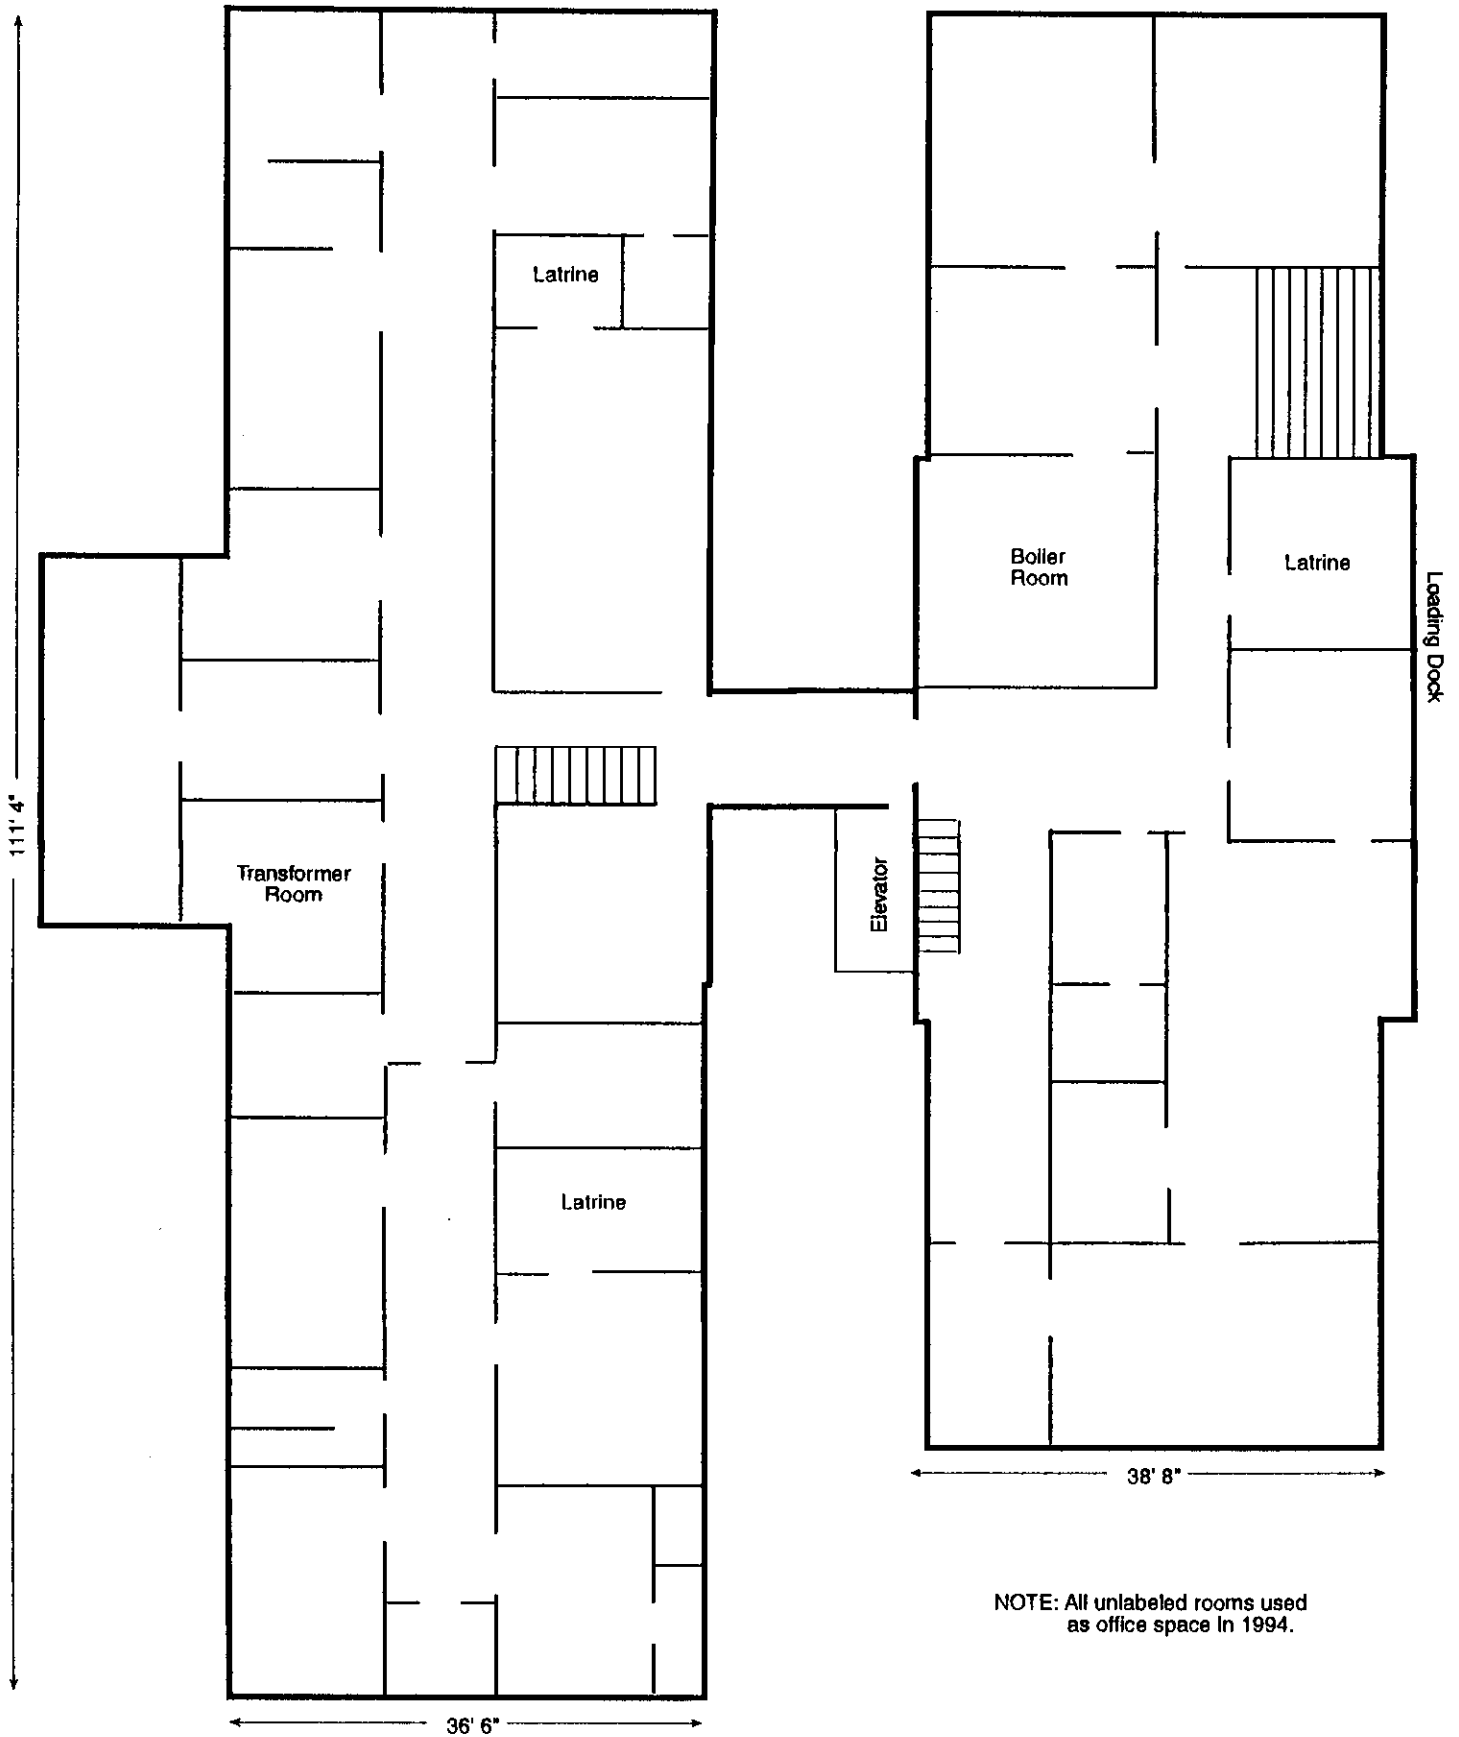 Latrine
Boiler
Room
Latrine
Loading Dock
111' 4"
Transformer
Room
Elevator
Latrine
38' 8"
NOTE: All unlabeled rooms used
as office space in 1994.
36' 6"